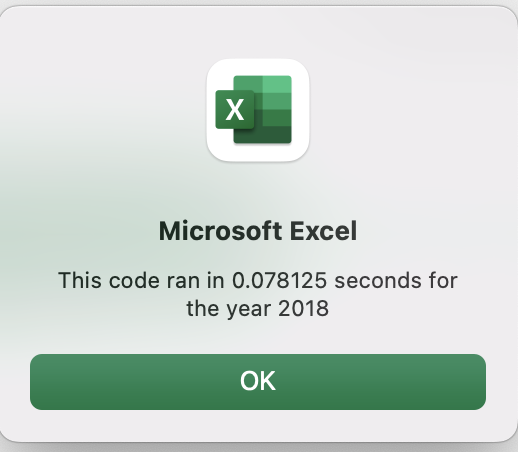 X
Microsoft Excel
This code ran in 0.078125 seconds for
the year 2018
OK